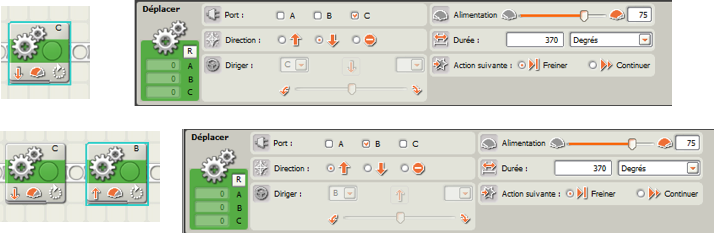 C
Déplacer
Port : A B C
Alimentation 75
Direction :
Durée : 370 Degrés
R
0 A
0 B
0 C
Diriger : C
Action suivante : Freiner Continuer
C B
Déplacer
Port : A B C
Alimentation 75
Direction :
Durée : 370 Degrés
R
0 A
0 B
0 C
Diriger : B
Action suivante : Freiner Continuer